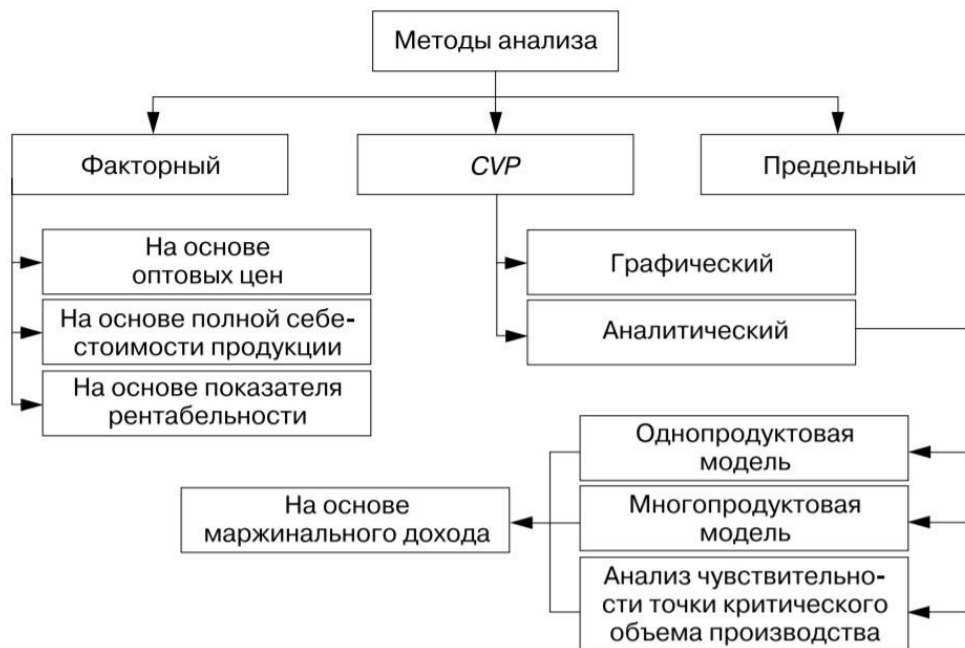 Методы анализа
Факторный
CVP
Предельный
На основе
оптовых цен
На основе полной себе-
стоимости продукции
На основе показателя
рентабельности
Графический
Аналитический
Однопродуктовая
модель
Многопродуктовая
модель
Анализ чувствительно-
сти точки критического
объема производства
На основе
маржинального дохода